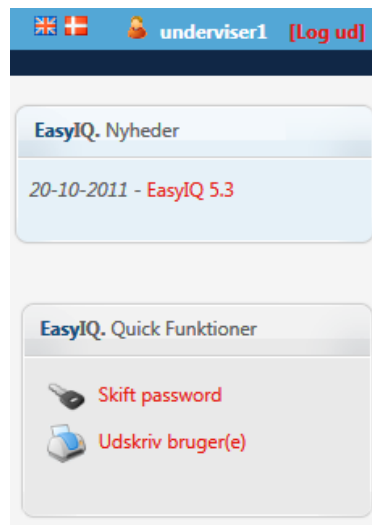 underviser1 [Log ud]
EasyIQ. Nyheder
20-10-2011 - EasyIQ 5.3
EasyIQ. Quick Funktioner
Skift password
Udskriv bruger(e)